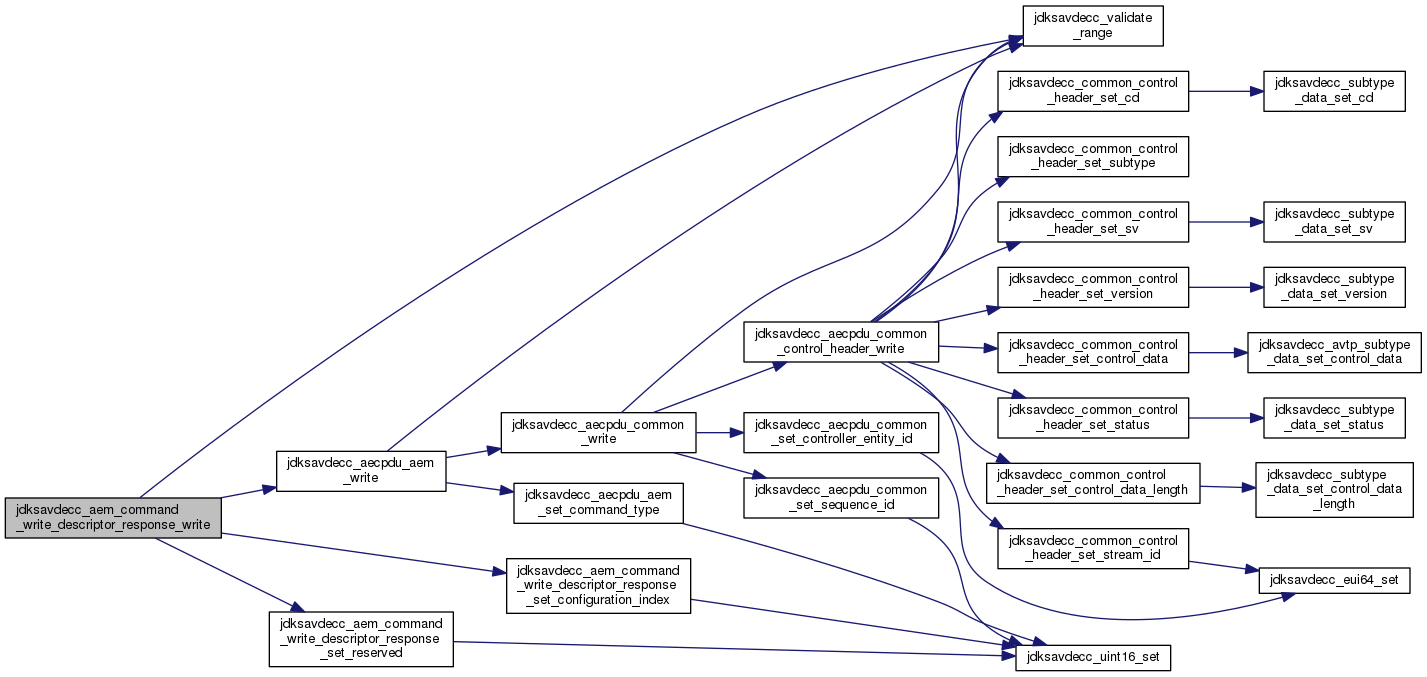 jdksavdecc_aem_command
_write_descriptor_response_write
jdksavdecc_aecpdu_aem
_write
jdksavdecc_aem_command
_write_descriptor_response
_set_reserved
jdksavdecc_aecpdu_common
_write
jdksavdecc_aecpdu_aem
_set_command_type
jdksavdecc_aem_command
_write_descriptor_response
_set_configuration_index
jdksavdecc_aecpdu_common
_control_header_write
jdksavdecc_aecpdu_common
_set_controller_entity_id
jdksavdecc_aecpdu_common
_set_sequence_id
jdksavdecc_validate
_range
jdksavdecc_common_control
_header_set_cd
jdksavdecc_common_control
_header_set_subtype
jdksavdecc_common_control
_header_set_sv
jdksavdecc_common_control
_header_set_version
jdksavdecc_common_control
_header_set_control_data
jdksavdecc_common_control
_header_set_status
jdksavdecc_common_control
_header_set_control_data_length
jdksavdecc_common_control
_header_set_stream_id
jdksavdecc_uint16_set
jdksavdecc_subtype
_data_set_cd
jdksavdecc_subtype
_data_set_sv
jdksavdecc_subtype
_data_set_version
jdksavdecc_avtp_subtype
_data_set_control_data
jdksavdecc_subtype
_data_set_status
jdksavdecc_subtype
_data_set_control_data
_length
jdksavdecc_eui64_set